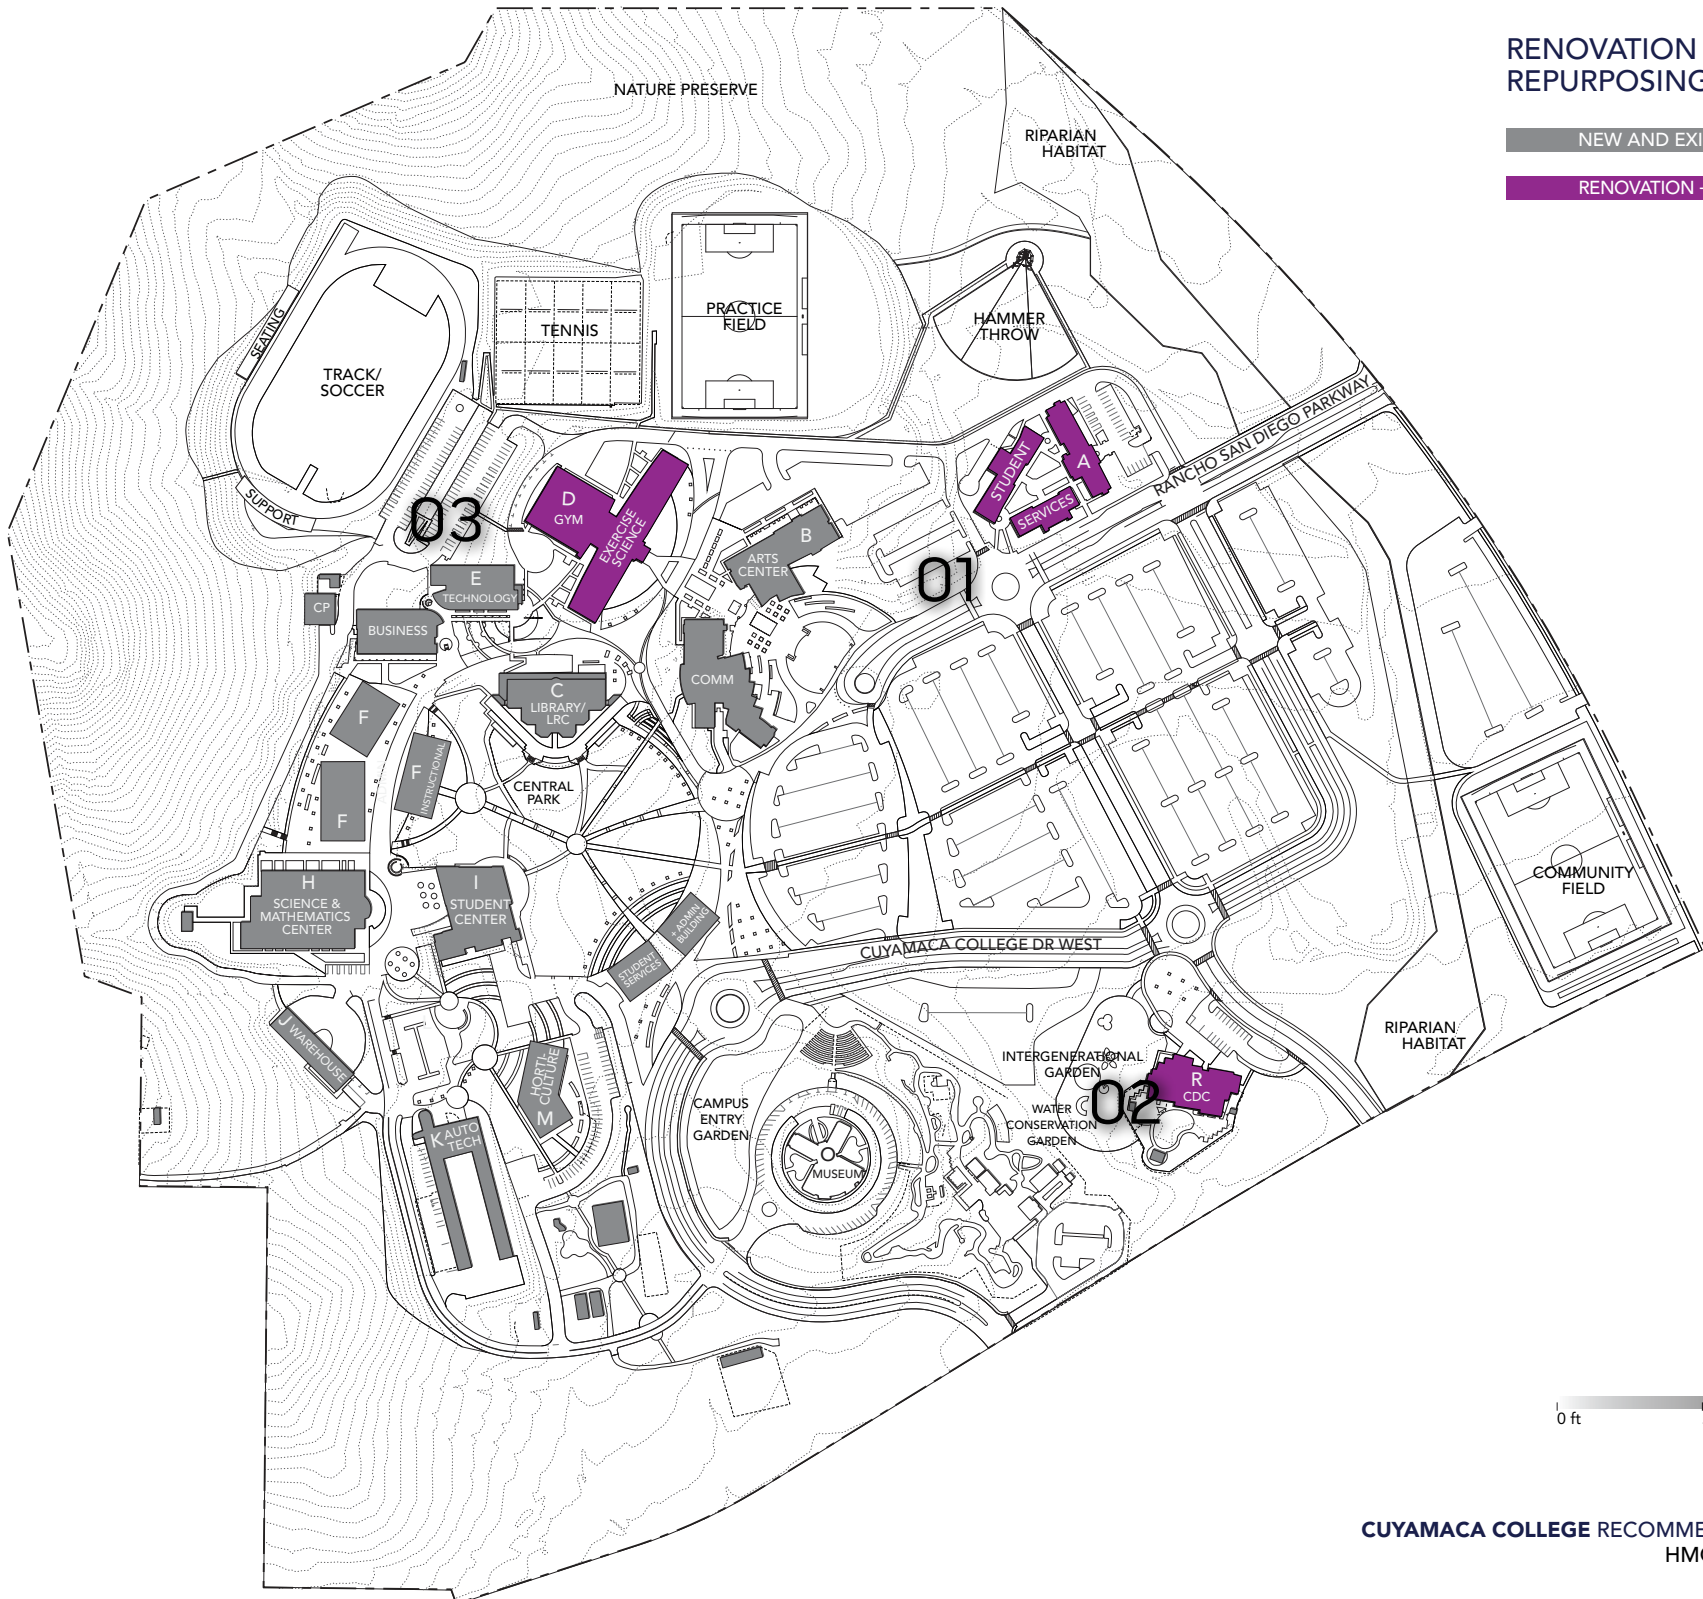 RENOVATION
REPURPOSING
NEW AND EXI
RENOVATION
NATURE PRESERVE
RIPARIAN
HABITAT
SEATING
TRACK/
SOCCER
TENNIS
PRACTICE
FIELD
HAMMER
THROW
RANCHO SAN DIEGO PARKWAY
SUPPORT
03
D
GYM
EXERCISE
SCIENCE
B
ARTS
CENTER
STUDENT
A
SERVICES
01
E
TECHNOLOGY
CP
BUSINESS
C
LIBRARY/
LRC
COMM
F
F
INSTRUCTIONAL
F
CENTRAL
PARK
H
SCIENCE &
MATHEMATICS
CENTER
I
STUDENT
CENTER
+ ADMIN
BUILDING
STUDENT
SERVICES
CUYAMACA COLLEGE DR WEST
COMMUNITY
FIELD
RIPARIAN
HABITAT
J WAREHOUSE
HORTI-
CULTURE
M
K AUTO
TECH
CAMPUS
ENTRY
GARDEN
MUSEUM
INTERGENERATIONAL
GARDEN
WATER
CONSERVATION
GARDEN
02
R
CDC
0 ft
CUYAMACA COLLEGE RECOMME
HMC